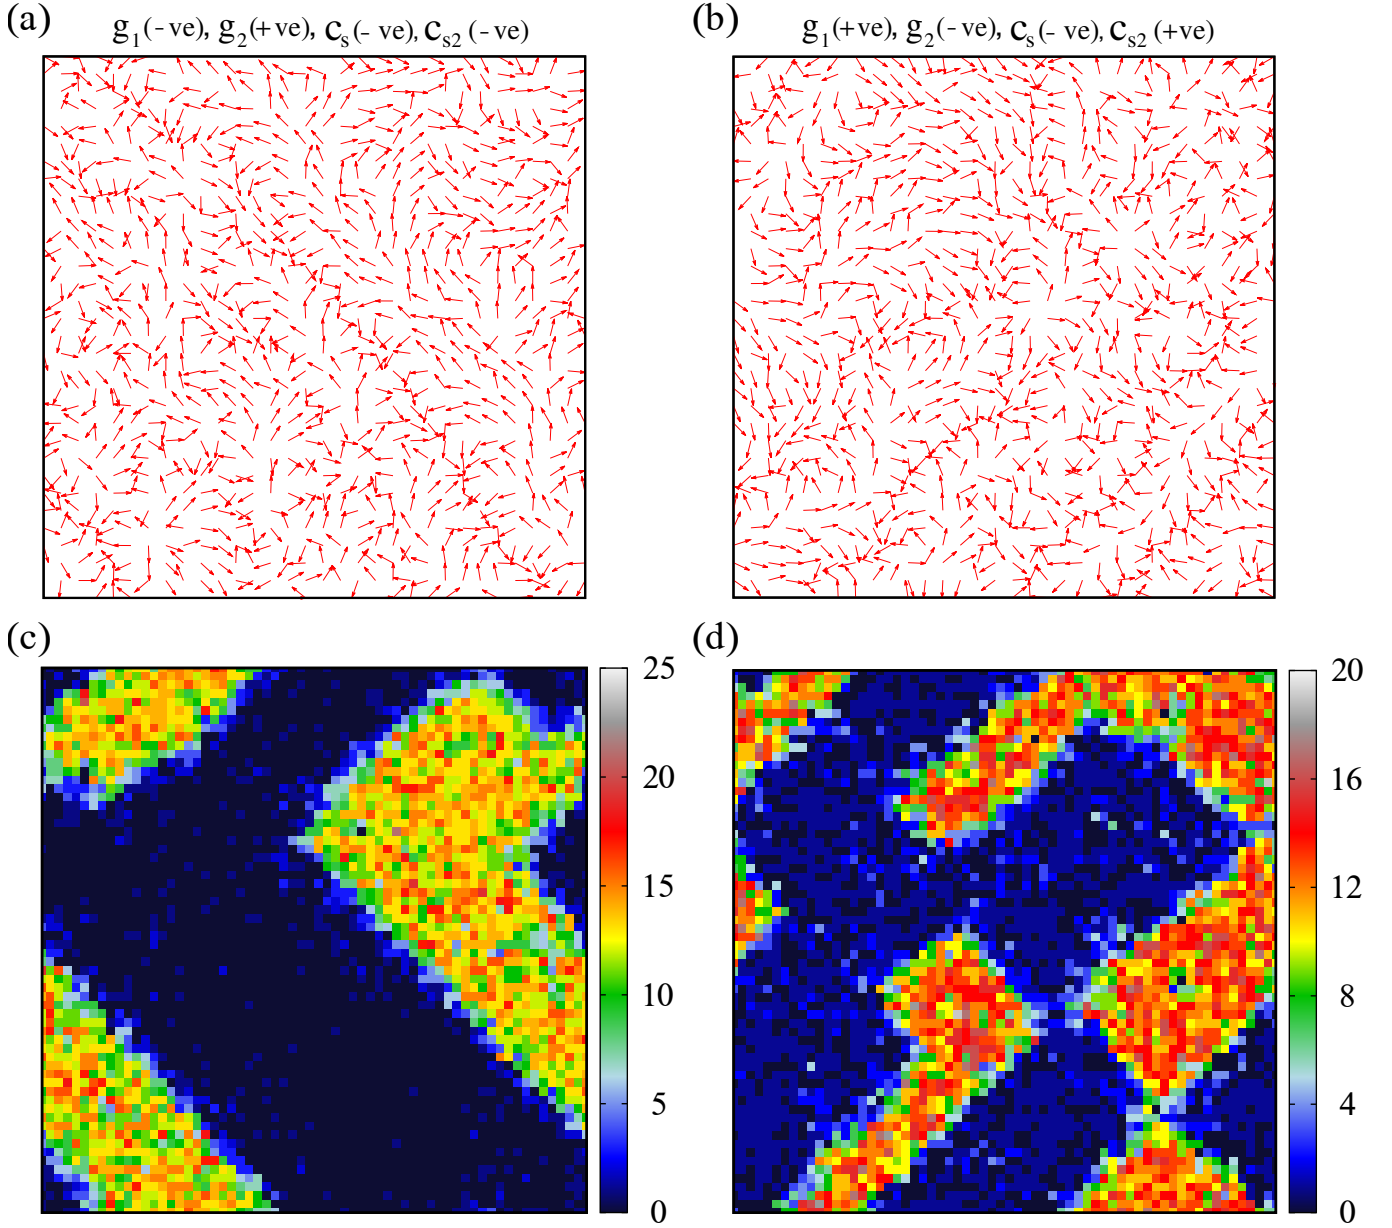 (a)
g₁(-ve), g₂(+ve), cₛ(- ve), cₛ₂ (-ve)
(b)
g₁(+ve), g₂(-ve), cₛ(-ve), cₛ₂ (+ve)
(c)
25
20
15
10
5
0
(d)
20
16
12
8
4
0